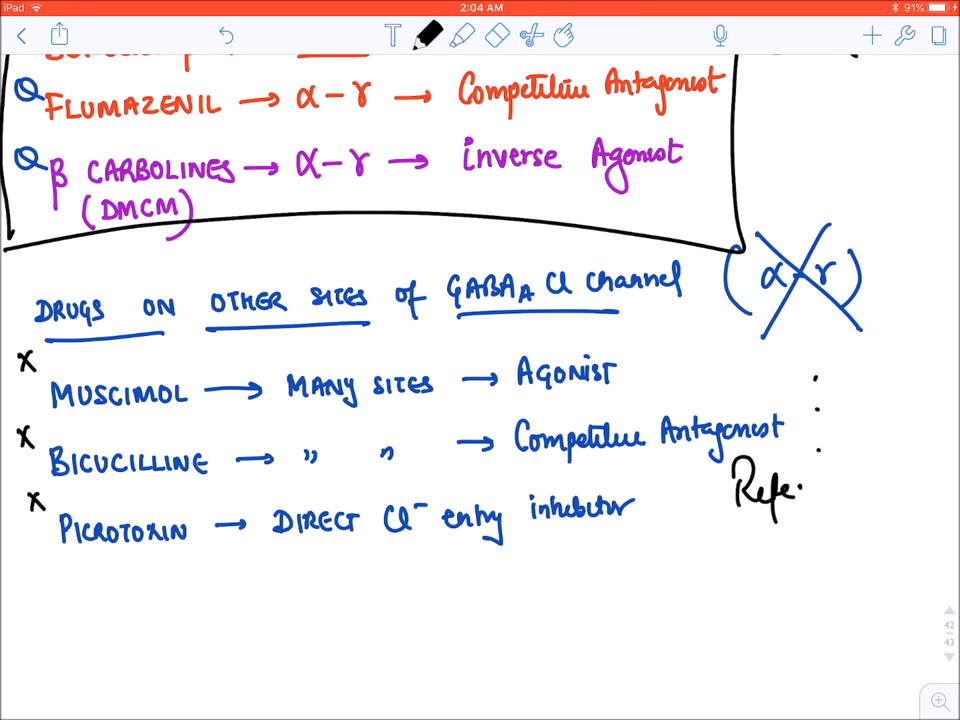 iPad 2:04 AM 91%
T
Q FLUMAZENIL → α-γ → Competitive Antagonist
Q β CARBOLINES → α-γ → inverse Agonist
(DMCM)
(α-γ)
DRUGS ON OTHER SITES of GABAA Cl Channel
x MUSCIMOL → MANY SITES → AGONIST
x BICUCILLINE → " " → Competitive Antagonist
x PICROTOXIN → DIRECT Cl⁻ entry inhibitor
Refe.
42
43